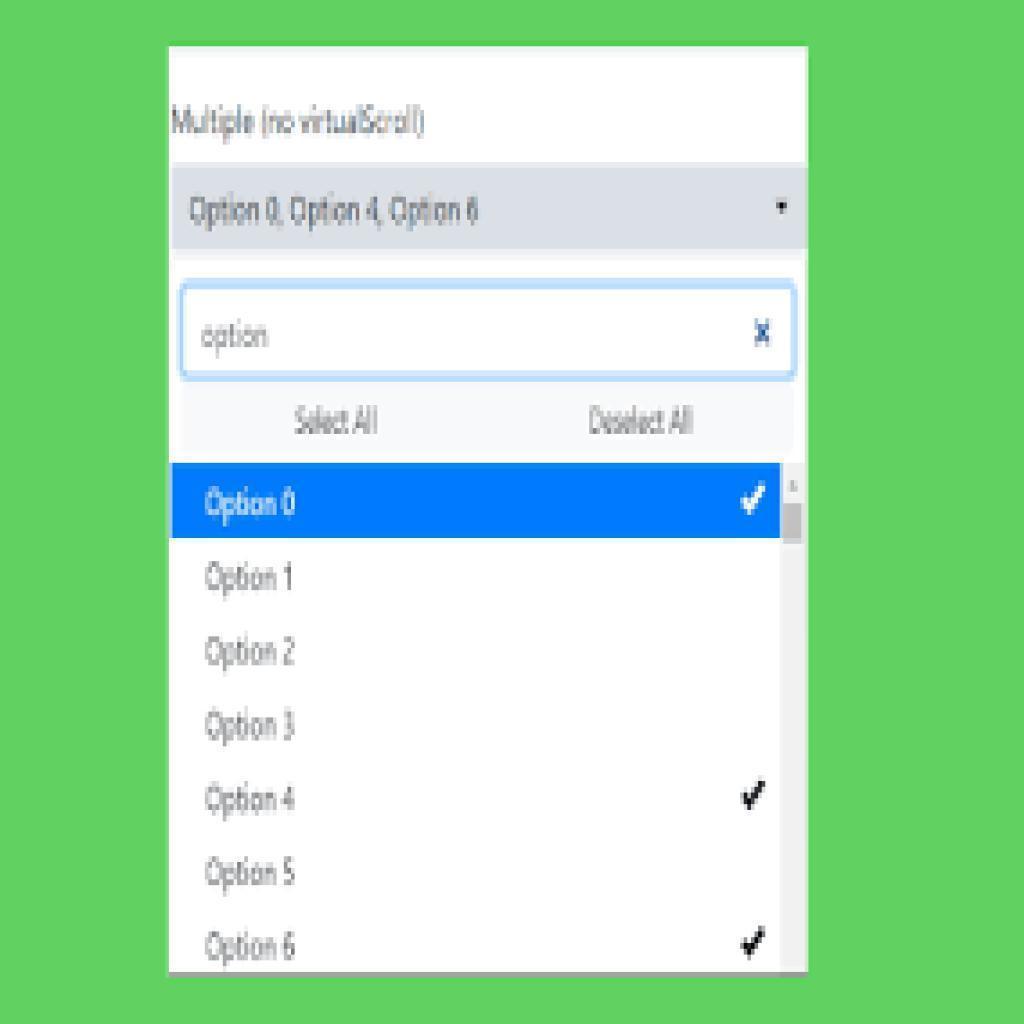 Multiple (no virtualScroll)
Option 0, Option 4, Option 6
option
Select All Deselect All
Option 0
Option 1
Option 2
Option 3
Option 4
Option 5
Option 6